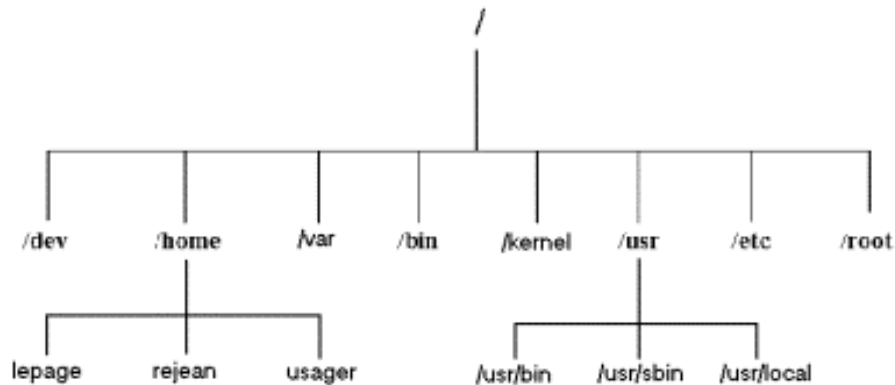 /
/dev /home /var /bin /kernel /usr /etc /root
lepage rejean usager /usr/bin /usr/sbin /usr/local